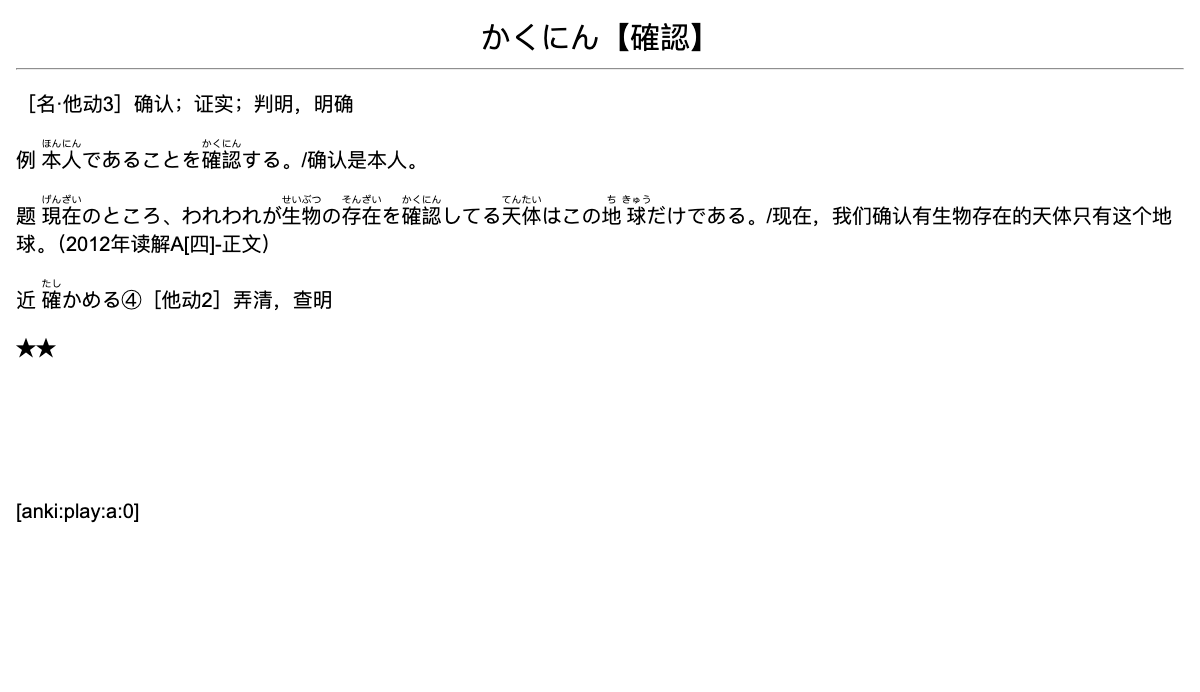 かくにん【確認】
［名·他动3］确认；证实；判明，明确
ほんにん かくにん
例 本人であることを確認する。/确认是本人。
げんざい せいぶつ そんざい かくにん てんたい ち きゅう
题 現在のところ、われわれが生物の存在を確認してる天体はこの地球だけである。/现在，我们确认有生物存在的天体只有这个地
球。（2012年读解A[四]-正文）
たし
近 確かめる④［他动2］弄清，查明
★★
[anki:play:a:0]